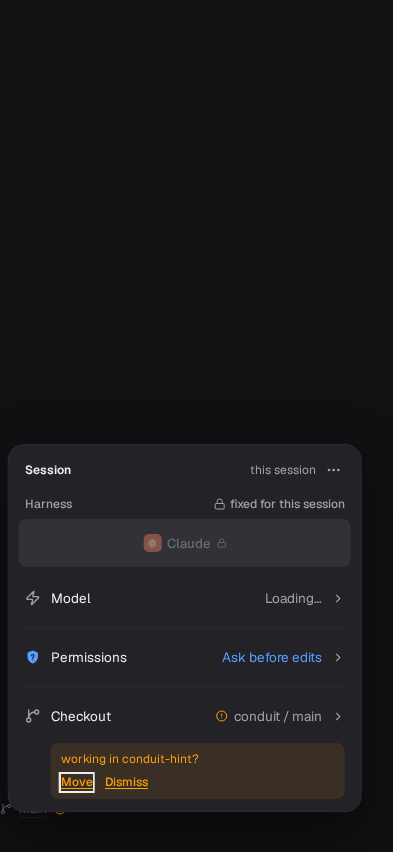 Session this session
Harness fixed for this session
Claude
Model Loading...
Permissions Ask before edits
Checkout conduit / main
working in conduit-hint?
Move Dismiss